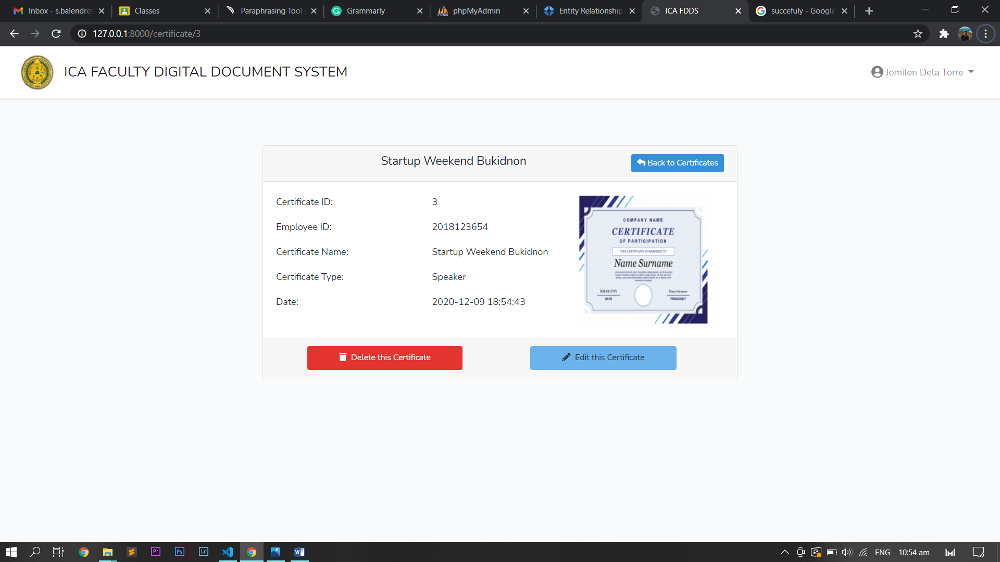 Inbox - s.balendres
Classes
Paraphrasing Tool
Grammarly
phpMyAdmin
Entity Relationship
ICA FDDS
succefuly - Google
127.0.0.1:8000/certificate/3
ICA FACULTY DIGITAL DOCUMENT SYSTEM
Jomilen Dela Torre
Startup Weekend Bukidnon
Back to Certificates
Certificate ID: 3
Employee ID: 2018123654
Certificate Name: Startup Weekend Bukidnon
Certificate Type: Speaker
Date: 2020-12-09 18:54:43
COMPANY NAME
CERTIFICATE
OF PARTICIPATION
THIS CERTIFICATE IS AWARDED TO
Name Surname
MM.DD.YYYY
DATE
Name Surname
PRESIDENT
Delete this Certificate
Edit this Certificate
Pr
Ps
Lr
ENG
10:54 am